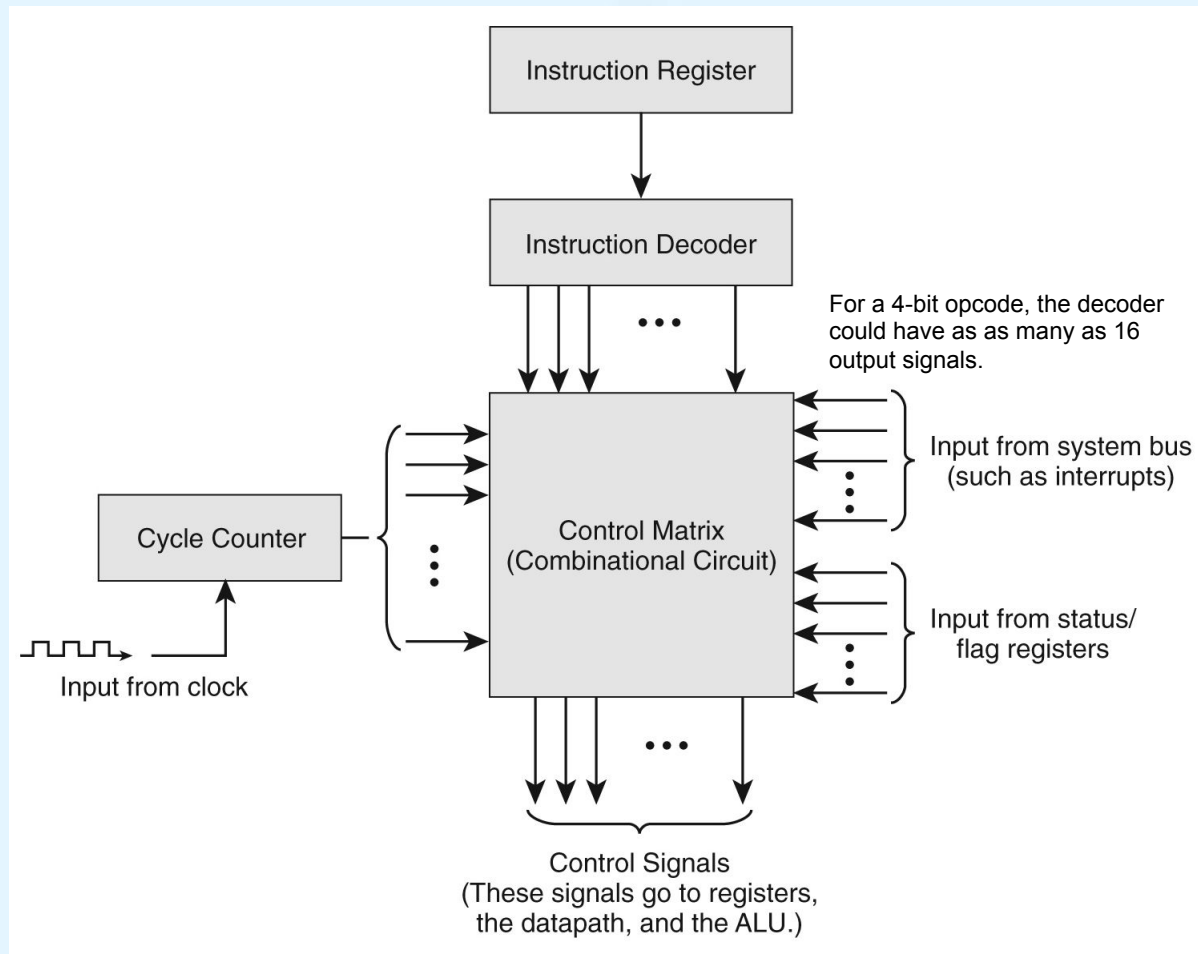 Instruction Register
Instruction Decoder
For a 4-bit opcode, the decoder
could have as as many as 16
output signals.
Input from system bus
(such as interrupts)
Cycle Counter
Control Matrix
(Combinational Circuit)
Input from status/
flag registers
Input from clock
Control Signals
(These signals go to registers,
the datapath, and the ALU.)